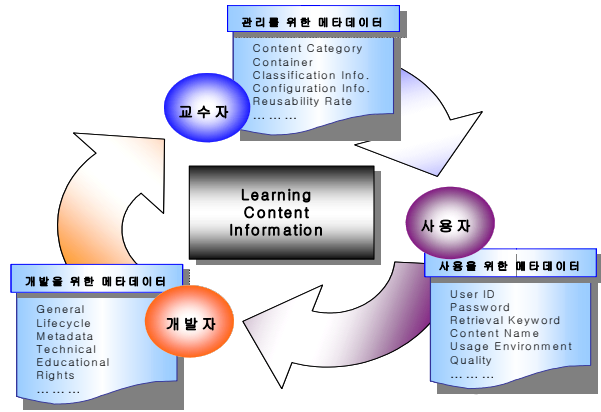 관리를 위한 메타데이터
Content Category
Container
Classification Info.
Configuration Info.
Reusability Rate
… … …
교수자
Learning
Content
Information
사용자
사용을 위한 메타데이터
User ID
Password
Retrieval Keyword
Content Name
Usage Environment
Quality
… … …
개발을 위한 메타데이터
General
Lifecycle
Metadata
Technical
Educational
Rights
… … …
개발자